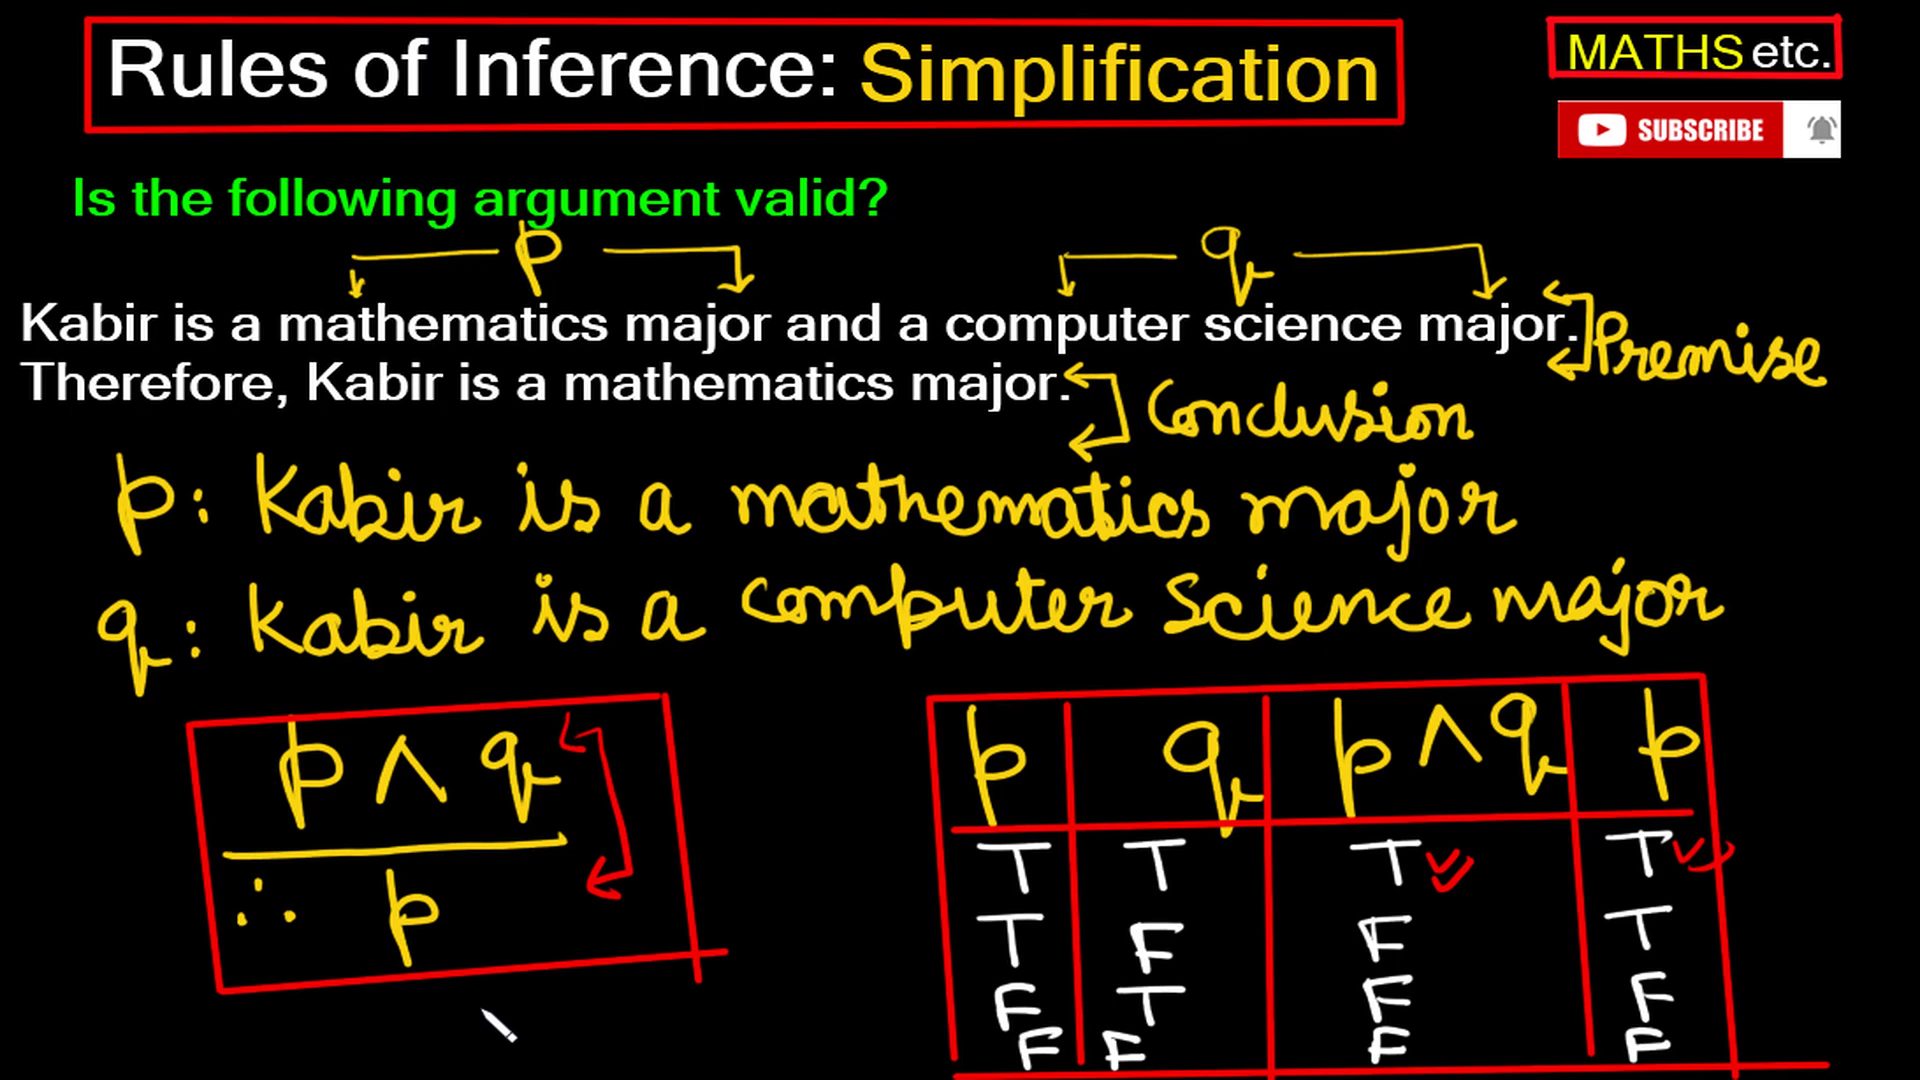 Rules of Inference: Simplification
MATHS etc.
SUBSCRIBE
Is the following argument valid?
p q
Kabir is a mathematics major and a computer science major.
Premise
Therefore, Kabir is a mathematics major.
Conclusion
p: Kabir is a mathematics major
q: Kabir is a computer science major
p ∧ q
∴ p
p q p ∧ q p
T T T T
T F F T
F T F F
F F F F